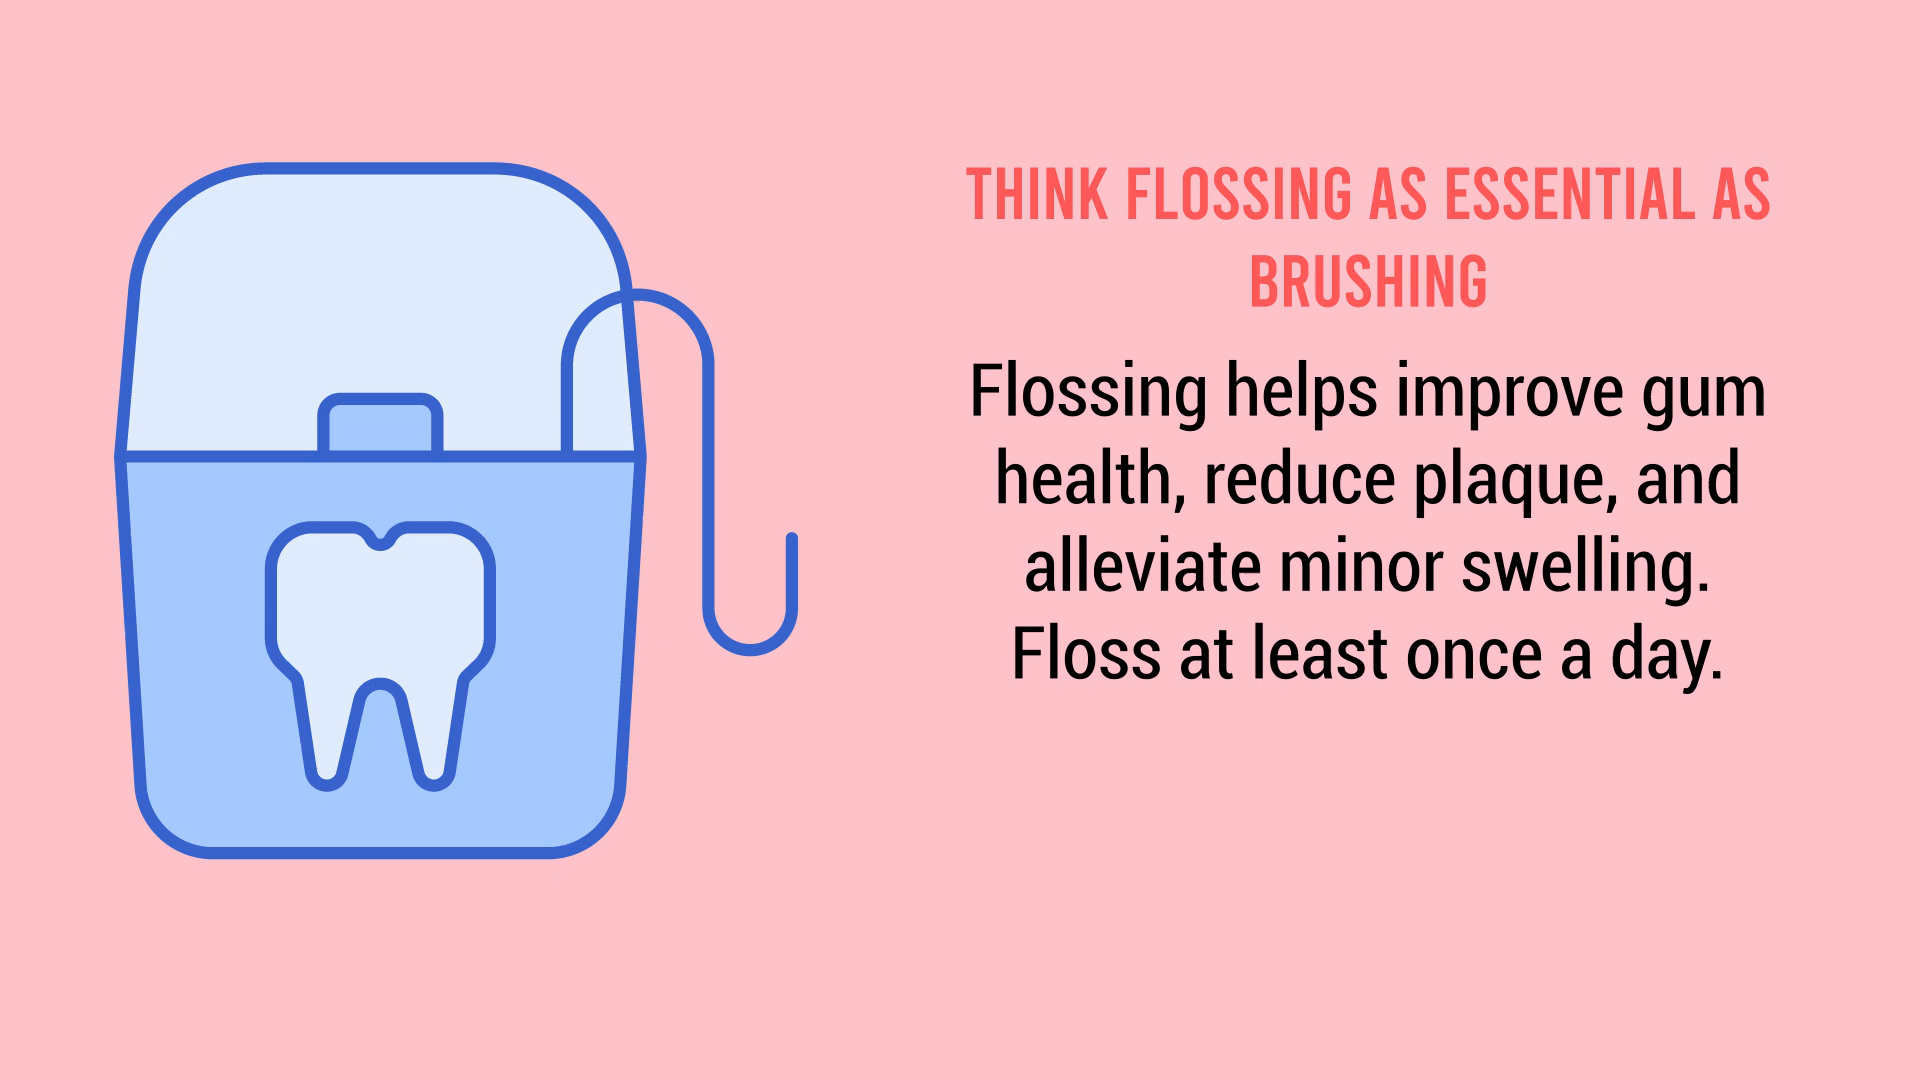 THINK FLOSSING AS ESSENTIAL AS
BRUSHING
Flossing helps improve gum
health, reduce plaque, and
alleviate minor swelling.
Floss at least once a day.